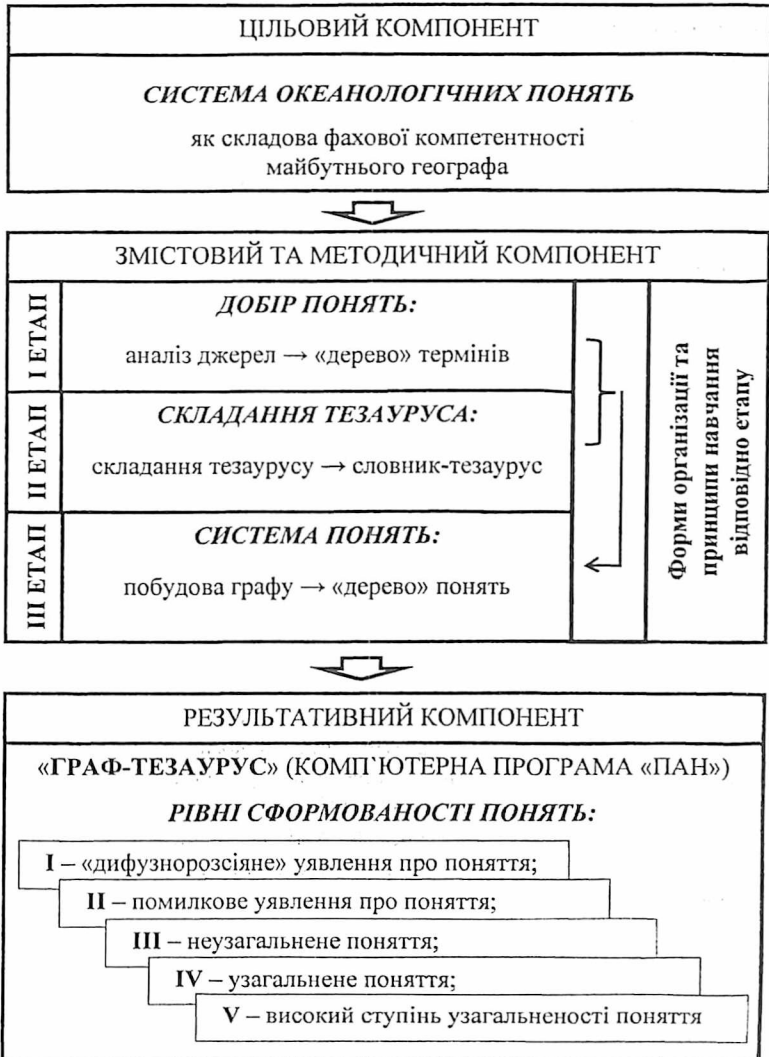 ЦІЛЬОВИЙ КОМПОНЕНТ
СИСТЕМА ОКЕАНОЛОГІЧНИХ ПОНЯТЬ
як складова фахової компетентності
майбутнього географа
ЗМІСТОВИЙ ТА МЕТОДИЧНИЙ КОМПОНЕНТ
І ЕТАП
ДОБІР ПОНЯТЬ:
аналіз джерел → «дерево» термінів
ІІ ЕТАП
СКЛАДАННЯ ТЕЗАУРУСА:
складання тезаурусу → словник-тезаурус
ІІІ ЕТАП
СИСТЕМА ПОНЯТЬ:
побудова графу → «дерево» понять
Форми організації та
принципи навчання
відповідно етапу
РЕЗУЛЬТАТИВНИЙ КОМПОНЕНТ
«ГРАФ-ТЕЗАУРУС» (КОМП`ЮТЕРНА ПРОГРАМА «ПАН»)
РІВНІ СФОРМОВАНОСТІ ПОНЯТЬ:
І – «дифузнорозсіяне» уявлення про поняття;
ІІ – помилкове уявлення про поняття;
ІІІ – неузагальнене поняття;
IV – узагальнене поняття;
V – високий ступінь узагальненості поняття